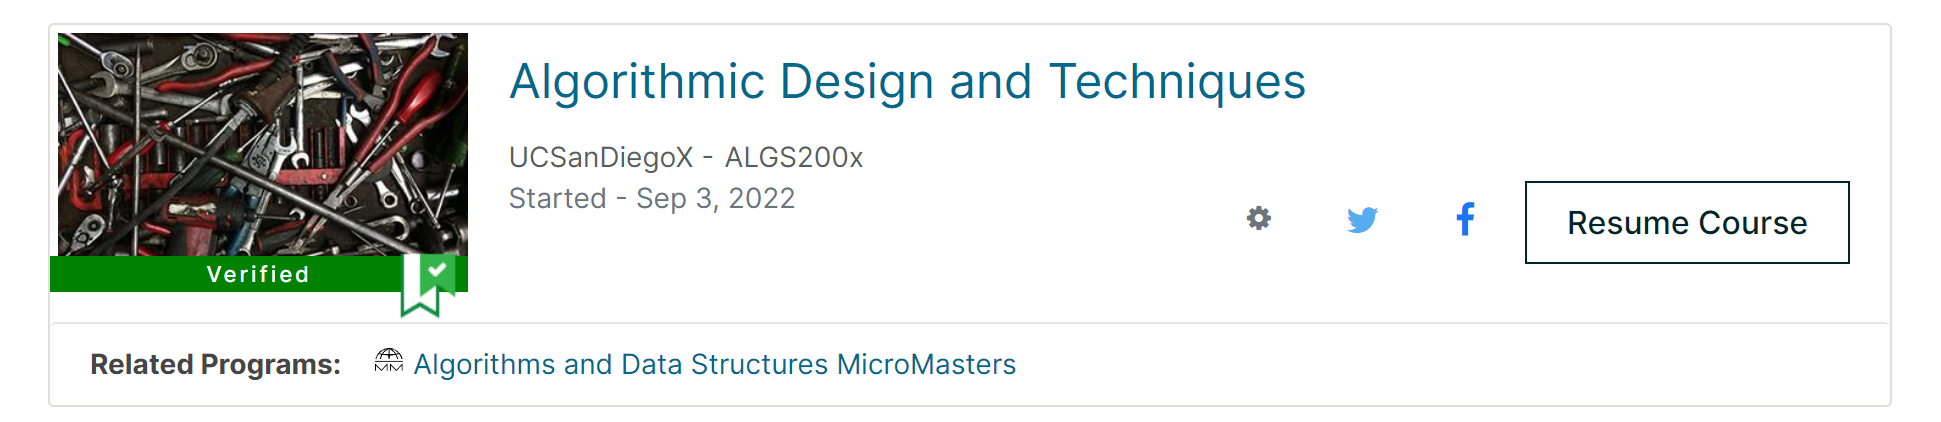 Algorithmic Design and Techniques
UCSanDiegoX - ALGS200x
Started - Sep 3, 2022
Resume Course
Verified
Related Programs:
MM Algorithms and Data Structures MicroMasters